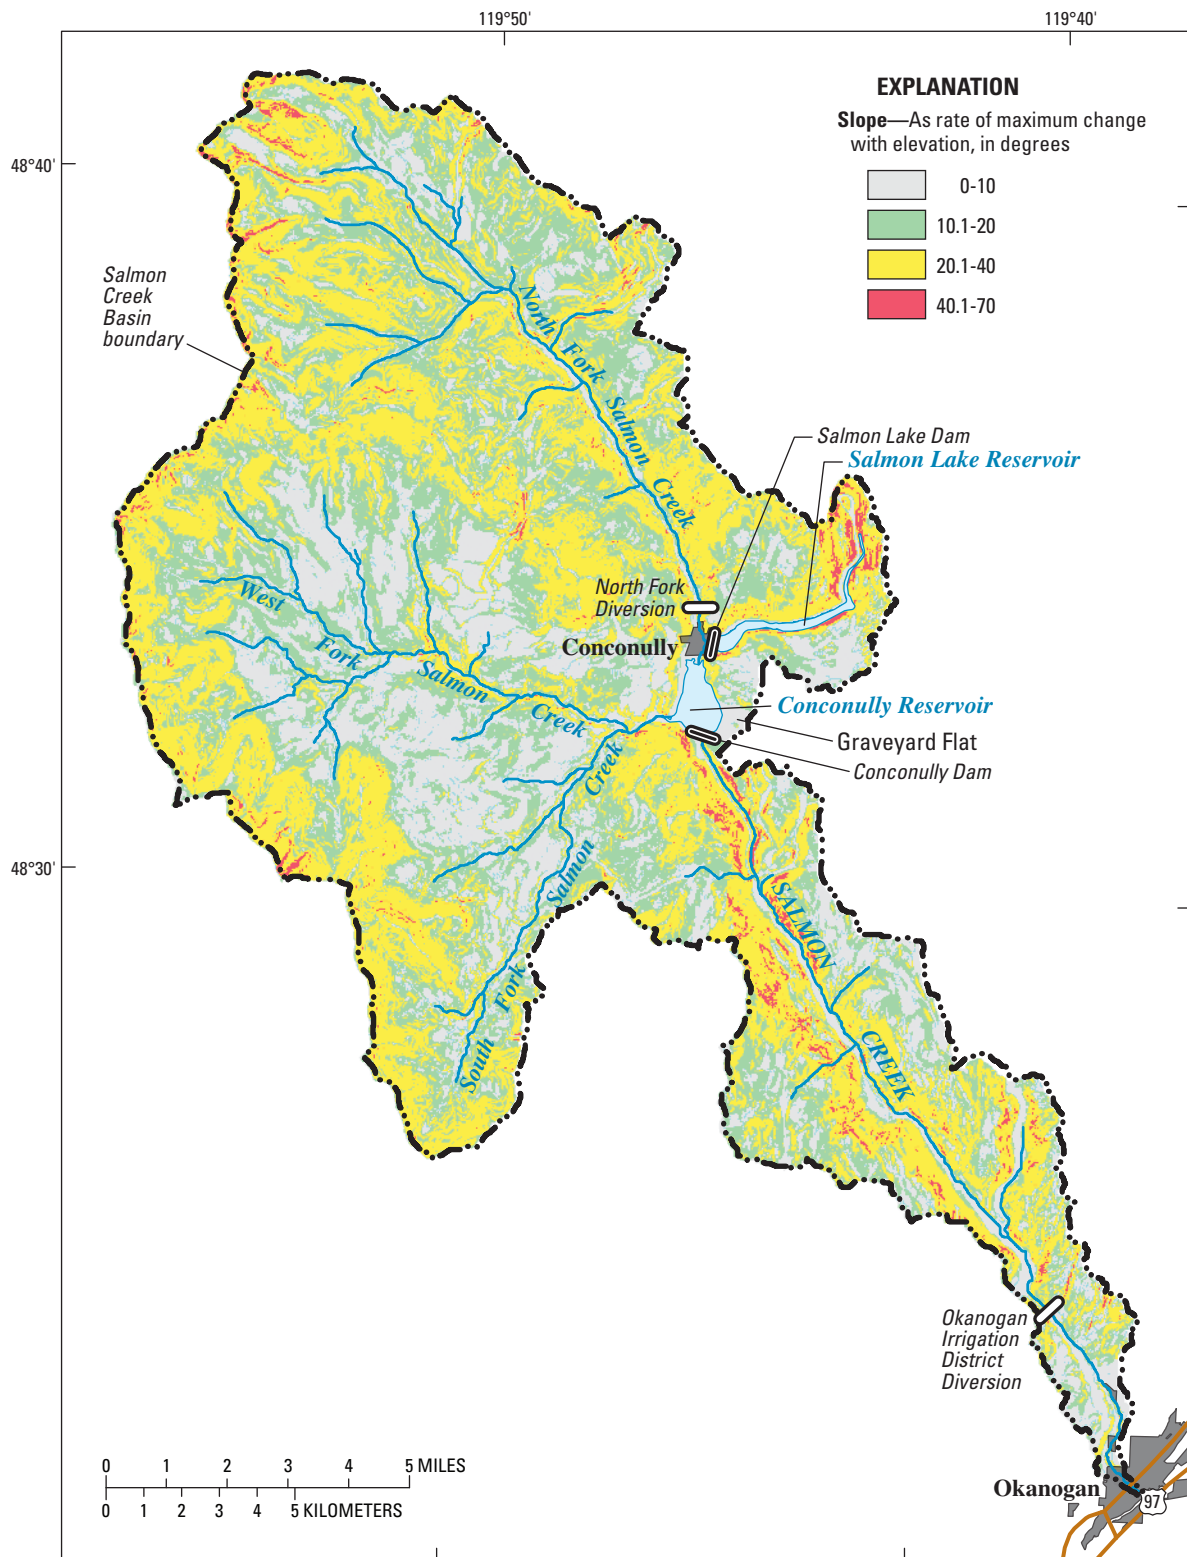 119°50'
119°40'
48°40'
48°30'
EXPLANATION
Slope—As rate of maximum change
with elevation, in degrees
0-10
10.1-20
20.1-40
40.1-70
Salmon
Creek
Basin
boundary
North
Fork
Salmon
Creek
Salmon Lake Dam
Salmon Lake Reservoir
North Fork
Diversion
Conconully
West
Fork
Salmon
Creek
Conconully Reservoir
Graveyard Flat
Conconully Dam
South
Fork
Salmon
Creek
SALMON
CREEK
Okanogan
Irrigation
District
Diversion
Okanogan
97
0 1 2 3 4 5 MILES
0 1 2 3 4 5 KILOMETERS